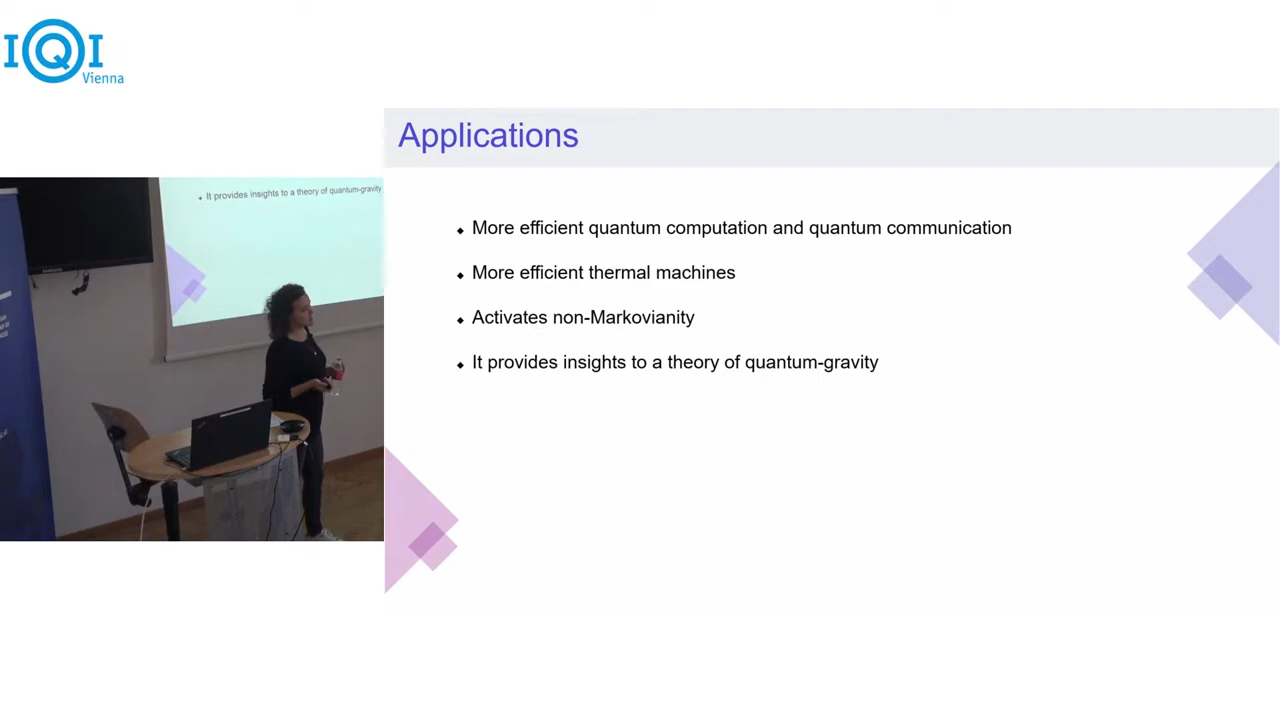 IQI
Vienna
Applications
It provides insights to a theory of quantum-gravity
More efficient quantum computation and quantum communication
More efficient thermal machines
Activates non-Markovianity
It provides insights to a theory of quantum-gravity